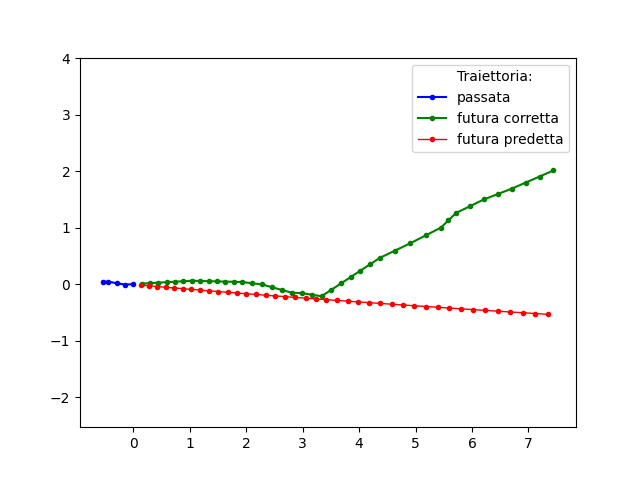 4
3
2
1
0
−1
−2
0 1 2 3 4 5 6 7
Traiettoria:
passata
futura corretta
futura predetta